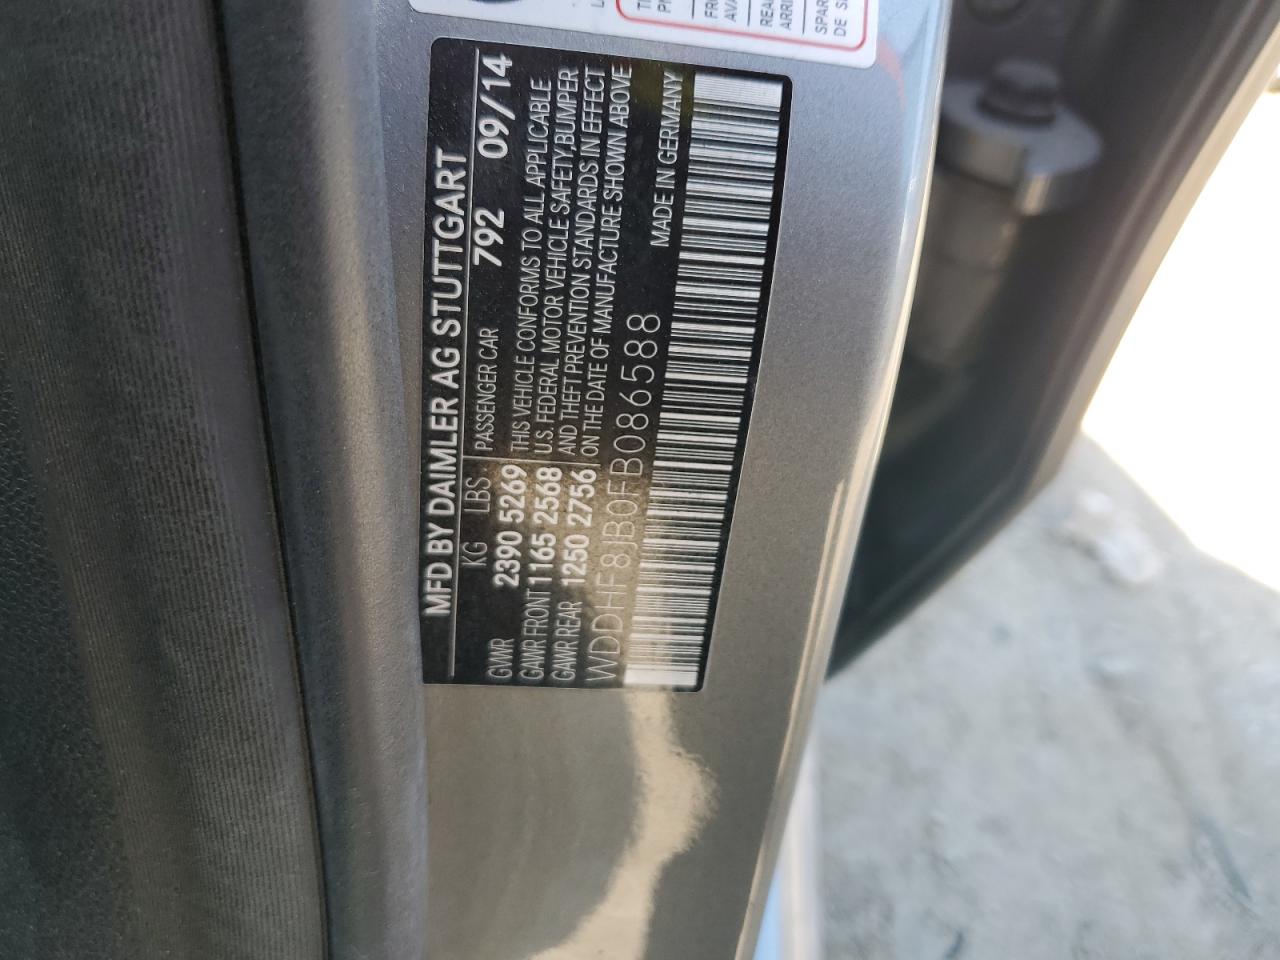 MFD BY DAIMLER AG STUTTGART
KG LBS PASSENGER CAR 792 09/14
GVWR 2390 5269
GAWR FRONT 1165 2568
GAWR REAR 1250 2756
THIS VEHICLE CONFORMS TO ALL APPLICABLE
U.S. FEDERAL MOTOR VEHICLE SAFETY,BUMPER
AND THEFT PREVENTION STANDARDS IN EFFECT
ON THE DATE OF MANUFACTURE SHOWN ABOVE
MADE IN GERMANY
WDDHF8JB0FB086588
DE